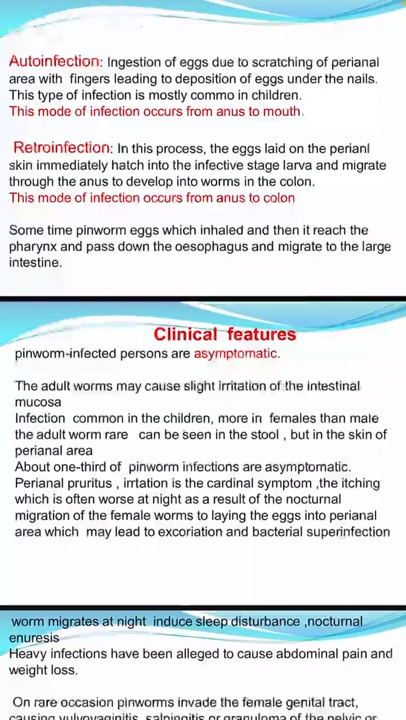 Autoinfection: Ingestion of eggs due to scratching of perianal
area with fingers leading to deposition of eggs under the nails.
This type of infection is mostly commo in children.
This mode of infection occurs from anus to mouth.
Retroinfection: In this process, the eggs laid on the perianl
skin immediately hatch into the infective stage larva and migrate
through the anus to develop into worms in the colon.
This mode of infection occurs from anus to colon
Some time pinworm eggs which inhaled and then it reach the
pharynx and pass down the oesophagus and migrate to the large
intestine.
Clinical features
pinworm-infected persons are asymptomatic.
The adult worms may cause slight irritation of the intestinal
mucosa
Infection common in the children, more in females than male
the adult worm rare can be seen in the stool , but in the skin of
perianal area
About one-third of pinworm infections are asymptomatic.
Perianal pruritus , irrtation is the cardinal symptom ,the itching
which is often worse at night as a result of the nocturnal
migration of the female worms to laying the eggs into perianal
area which may lead to excoriation and bacterial superinfection
worm migrates at night induce sleep disturbance ,nocturnal
enuresis
Heavy infections have been alleged to cause abdominal pain and
weight loss.
On rare occasion pinworms invade the female genital tract,
causing vulvovaginitis, salpingitis or granuloma of the pelvic or